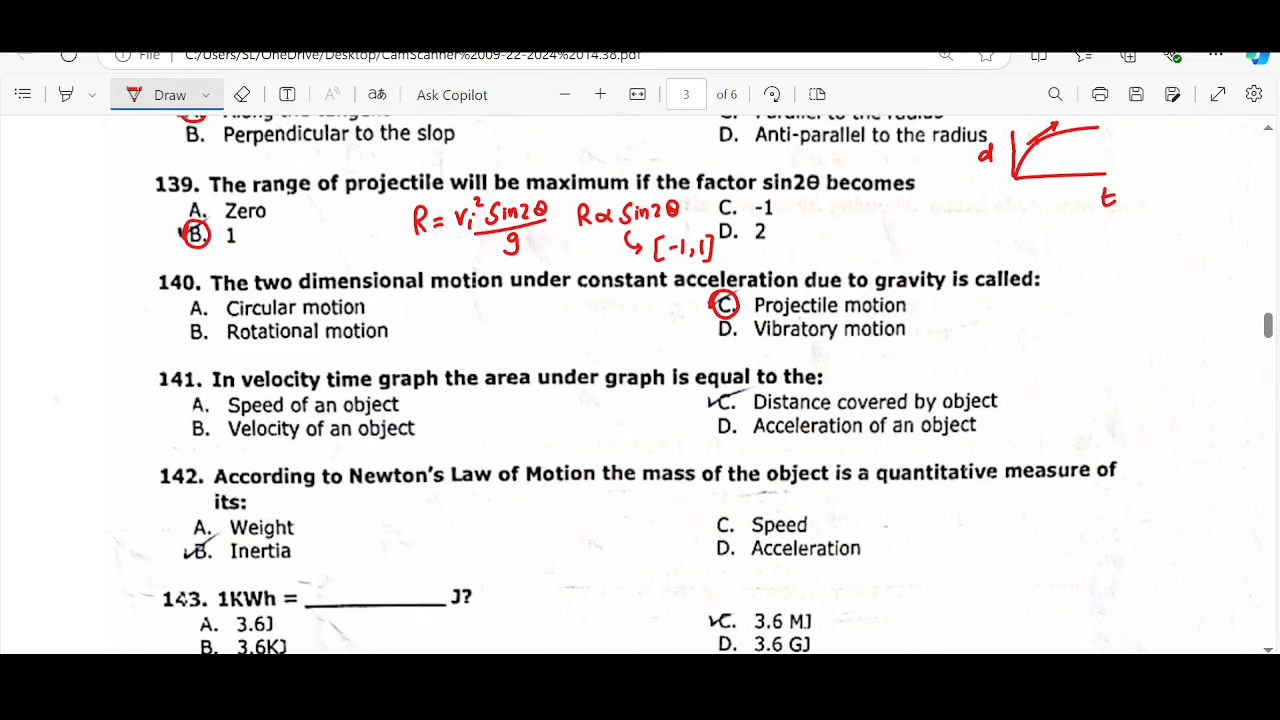 File C:/Users/SL/OneDrive/Desktop/CamScanner%2009-22-2024%2014.38.pdf
Draw Ask Copilot 3 of 6
B. Perpendicular to the slop D. Anti-parallel to the radius
d
t
139. The range of projectile will be maximum if the factor sin2θ becomes
A. Zero C. -1
B. 1 D. 2
R = vi² Sin2θ / g R ∝ Sin2θ
[-1,1]
140. The two dimensional motion under constant acceleration due to gravity is called:
A. Circular motion C. Projectile motion
B. Rotational motion D. Vibratory motion
141. In velocity time graph the area under graph is equal to the:
A. Speed of an object C. Distance covered by object
B. Velocity of an object D. Acceleration of an object
142. According to Newton's Law of Motion the mass of the object is a quantitative measure of
its:
A. Weight C. Speed
B. Inertia D. Acceleration
143. 1KWh = ____________ J?
A. 3.6J C. 3.6 MJ
B. 3.6KJ D. 3.6 GJ